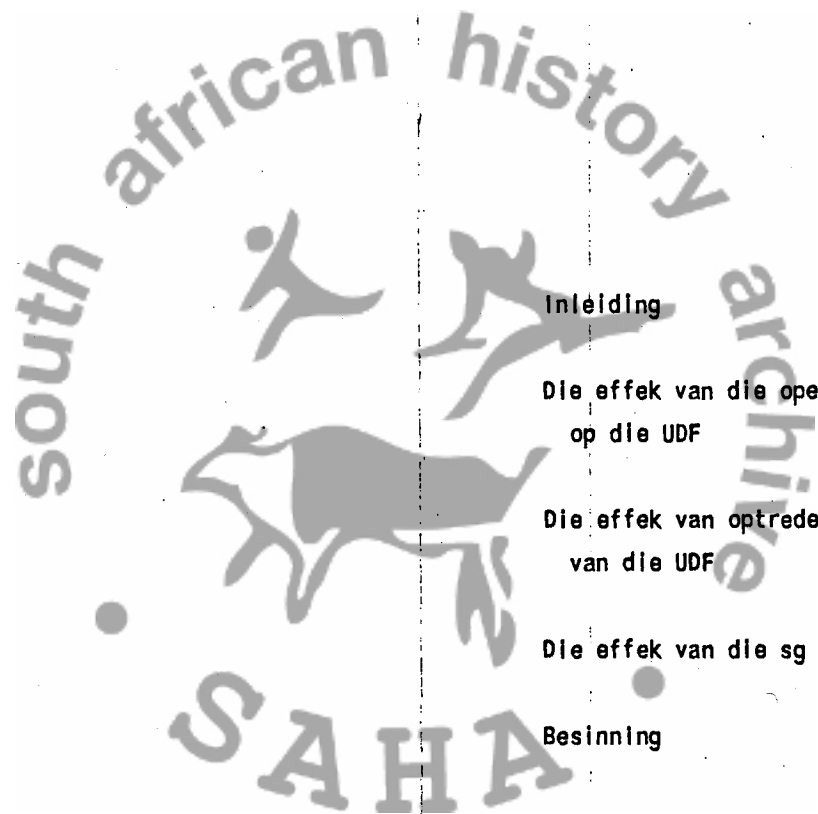 south african history archive
Inleiding
Die effek van die ope
op die UDF
Die effek van optrede
van die UDF
Die effek van die sg
Besinning
SAHA